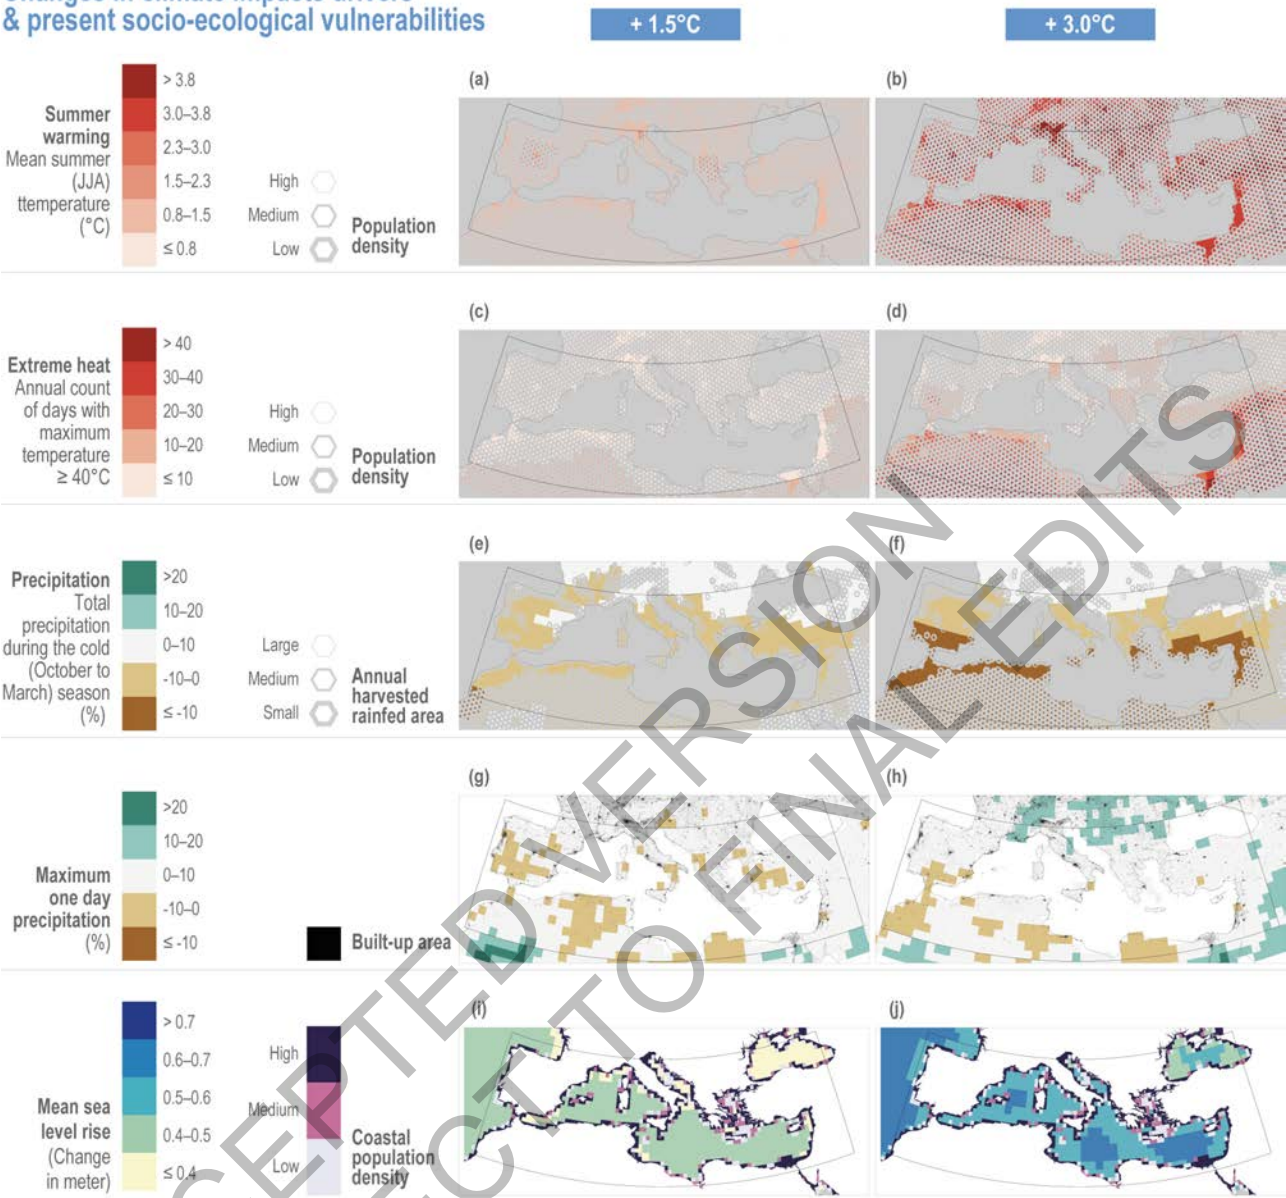 Changes in climate impacts drivers
& present socio-ecological vulnerabilities
+ 1.5°C
+ 3.0°C
(a)
(b)
Summer
warming
Mean summer
(JJA)
ttemperature
(°C)
> 3.8
3.0–3.8
2.3–3.0
1.5–2.3
0.8–1.5
≤ 0.8
High
Medium
Low
Population
density
(c)
(d)
Extreme heat
Annual count
of days with
maximum
temperature
≥ 40°C
> 40
30–40
20–30
10–20
≤ 10
High
Medium
Low
Population
density
(e)
(f)
Precipitation
Total
precipitation
during the cold
(October to
March) season
(%)
>20
10–20
0–10
-10–0
≤ -10
Large
Medium
Small
Annual
harvested
rainfed area
(g)
(h)
Maximum
one day
precipitation
(%)
>20
10–20
0–10
-10–0
≤ -10
Built-up area
(i)
(j)
Mean sea
level rise
(Change
in meter)
> 0.7
0.6–0.7
0.5–0.6
0.4–0.5
≤ 0.4
High
Medium
Low
Coastal
population
density
CEPTED VERSION
ECT TO FINAL EDITS